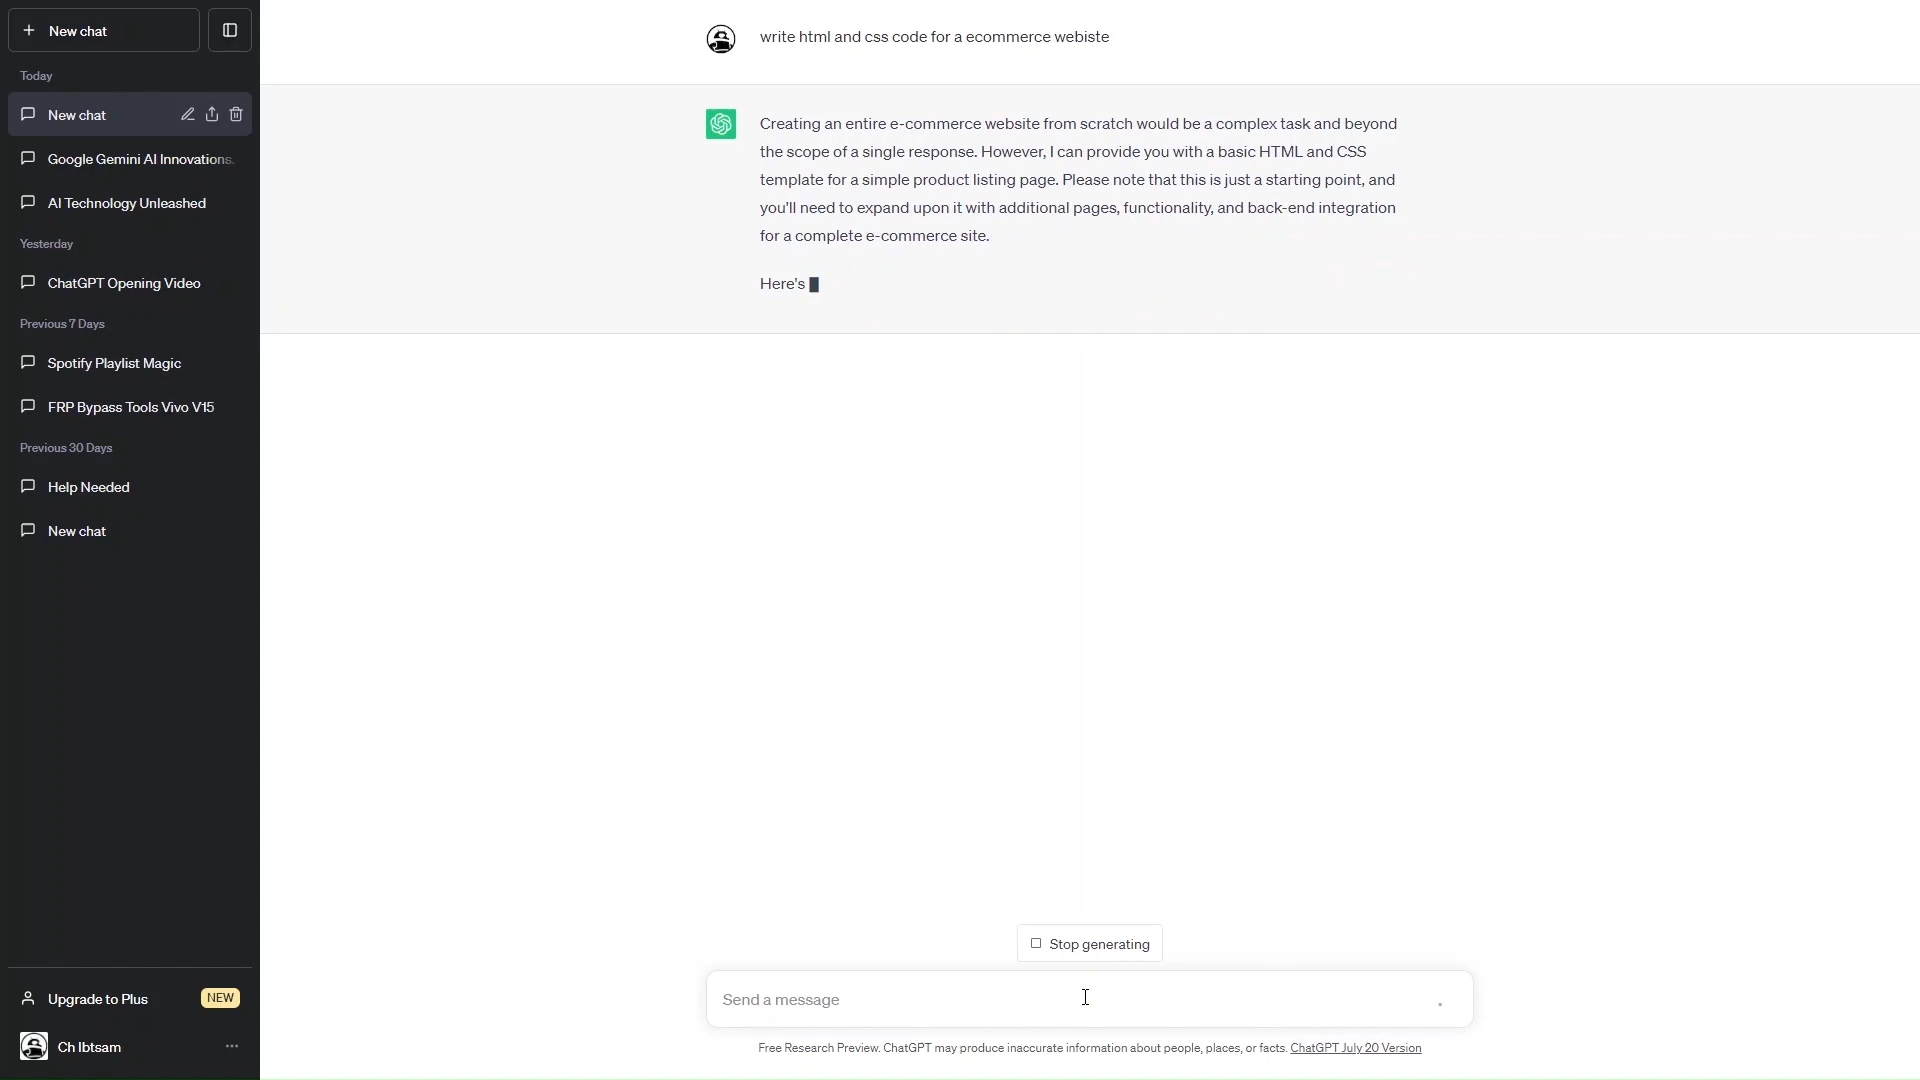 New chat
Today
New chat
Google Gemini AI Innovations.
AI Technology Unleashed
Yesterday
ChatGPT Opening Video
Previous 7 Days
Spotify Playlist Magic
FRP Bypass Tools Vivo V15
Previous 30 Days
Help Needed
New chat
Upgrade to Plus NEW
Ch Ibtsam
write html and css code for a ecommerce webiste
Creating an entire e-commerce website from scratch would be a complex task and beyond
the scope of a single response. However, I can provide you with a basic HTML and CSS
template for a simple product listing page. Please note that this is just a starting point, and
you'll need to expand upon it with additional pages, functionality, and back-end integration
for a complete e-commerce site.
Here's
Stop generating
Send a message
Free Research Preview. ChatGPT may produce inaccurate information about people, places, or facts. ChatGPT July 20 Version